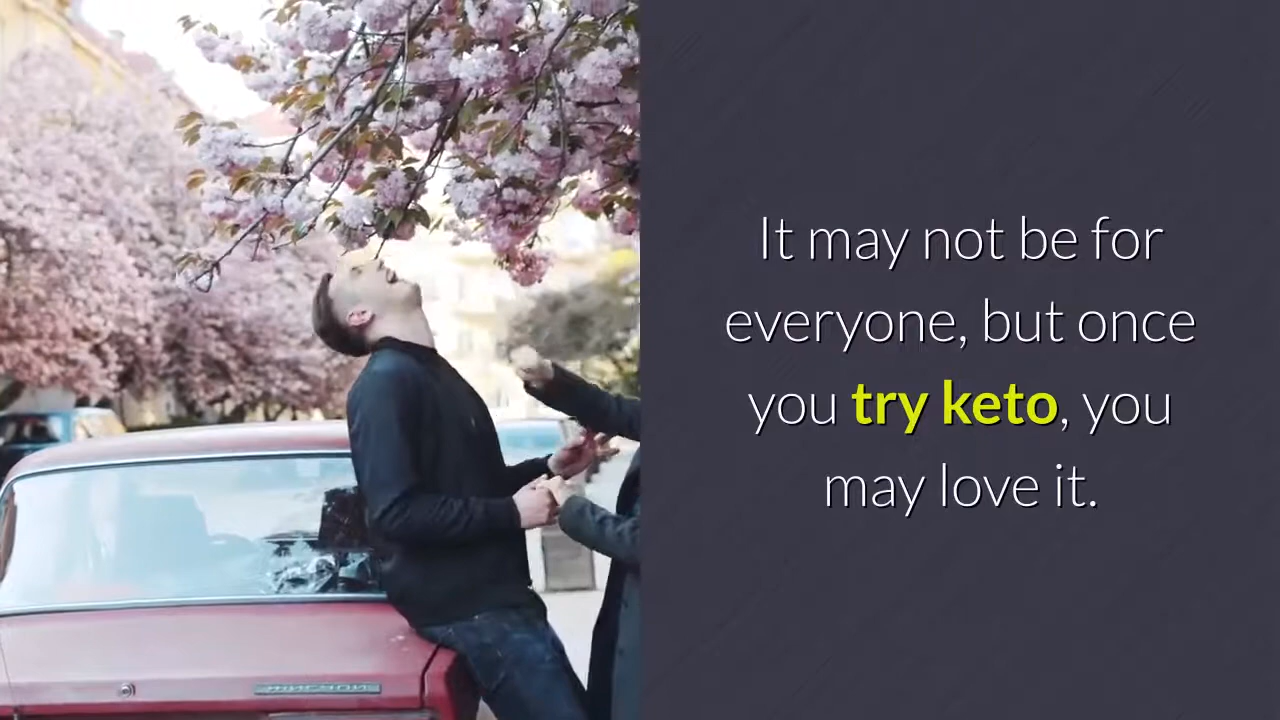 It may not be for
everyone, but once
you try keto, you
may love it.